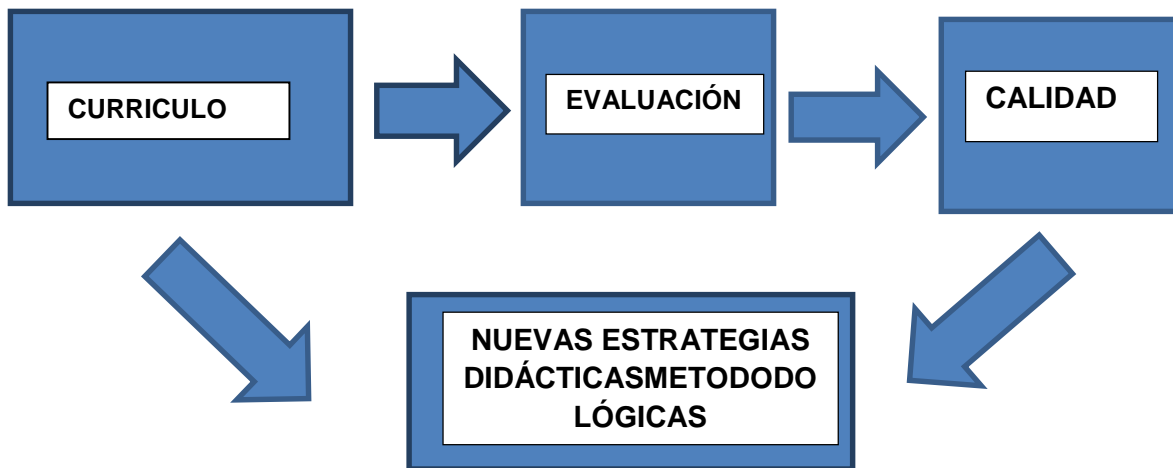 CURRICULO
EVALUACIÓN
CALIDAD
NUEVAS ESTRATEGIAS
DIDÁCTICASMETODODO
LÓGICAS